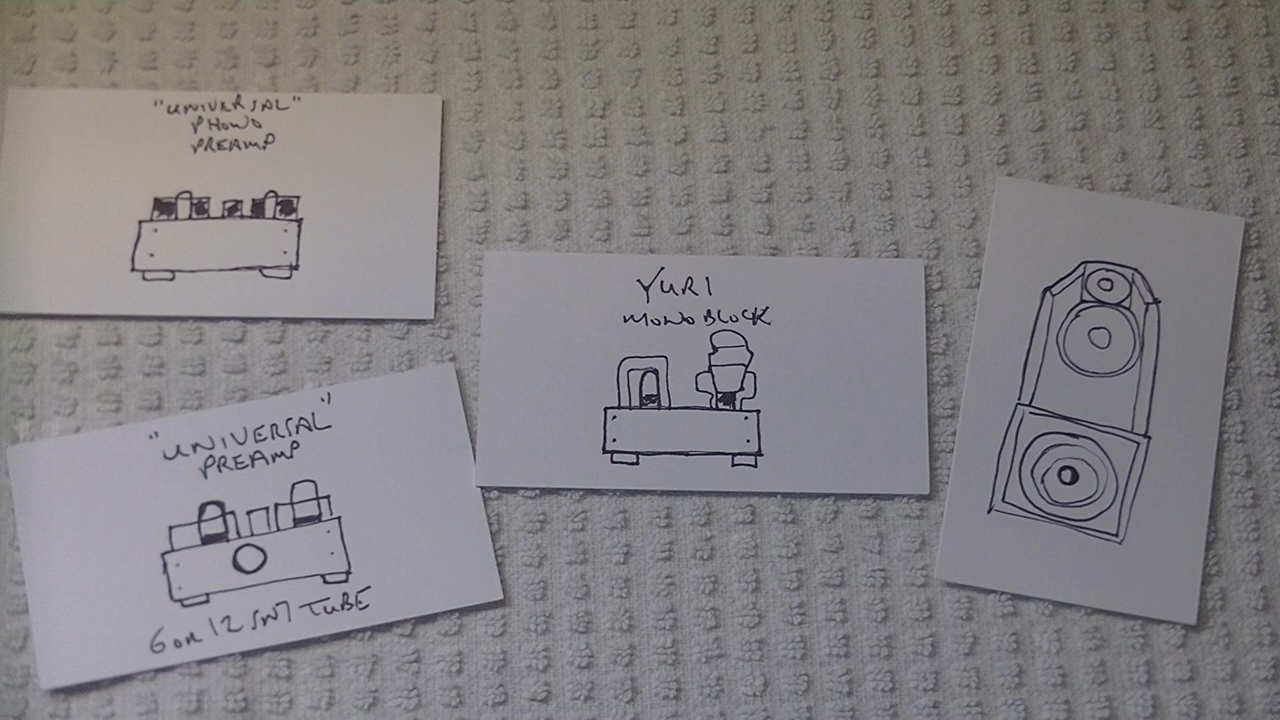 "UNIVERSAL"
PHONO
PREAMP
"UNIVERSAL"
PREAMP
6 OR 12 SN7 TUBE
YURI
MONOBLOCK